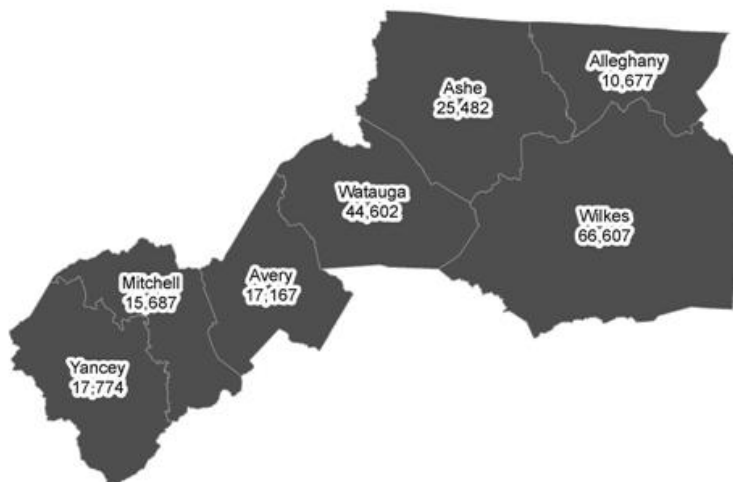 Alleghany
10,677
Ashe
25,482
Watauga
44,602
Wilkes
66,607
Mitchell
15,687
Avery
17,167
Yancey
17,774